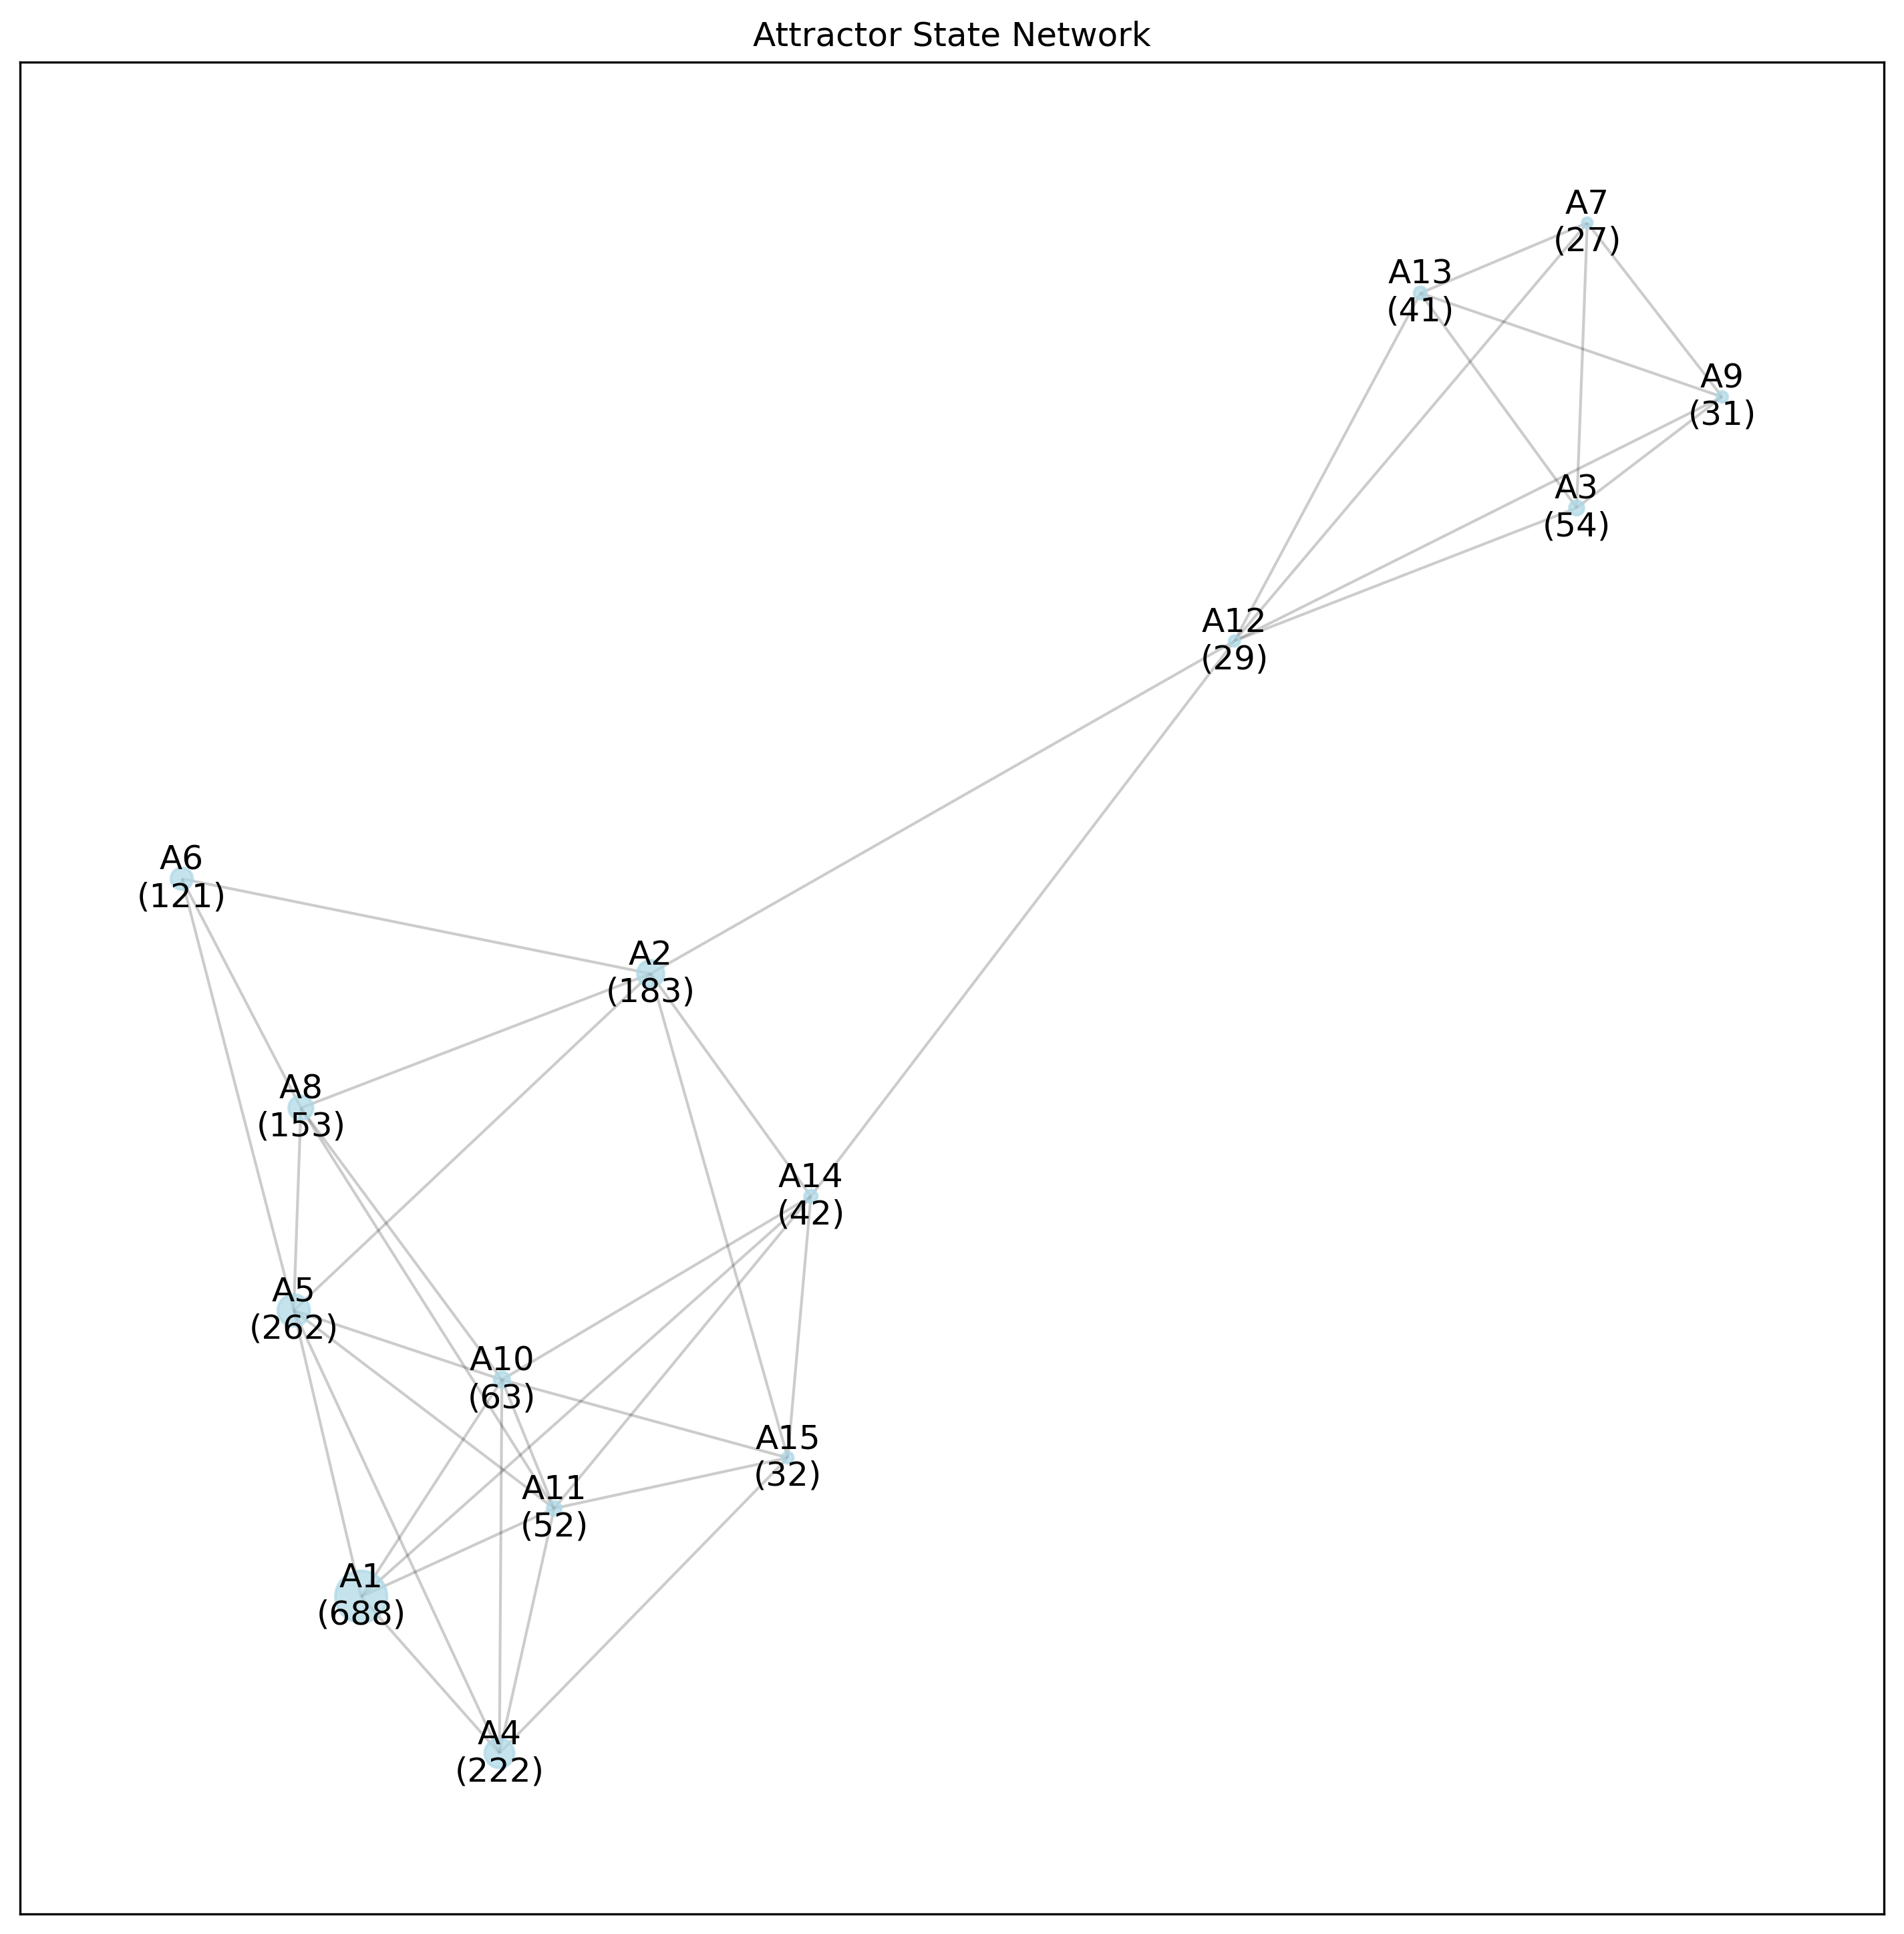 Attractor State Network
A7
(27)
A13
(41)
A9
(31)
A3
(54)
A12
(29)
A6
(121)
A2
(183)
A8
(153)
A14
(42)
A5
(262)
A10
(63)
A15
(32)
A11
(52)
A1
(688)
A4
(222)